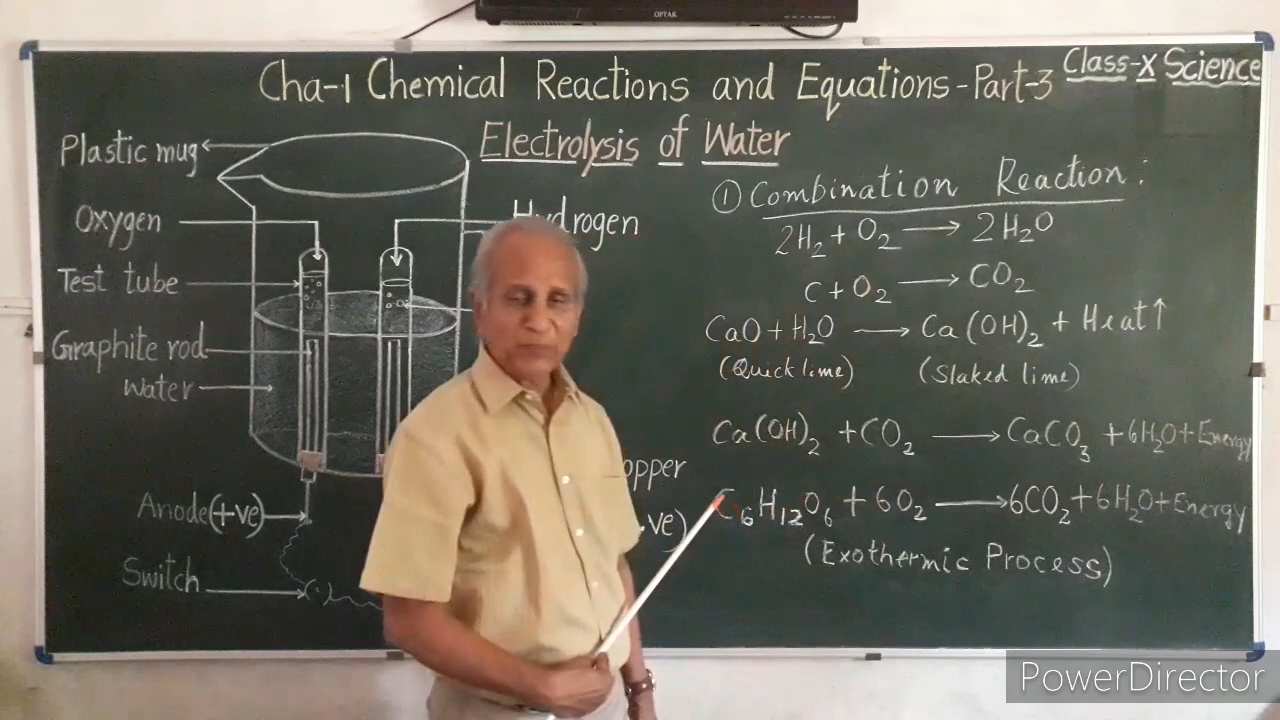 OPTAK
Cha-1 Chemical Reactions and Equations-Part-3
Class-X Science
Electrolysis of Water
Plastic mug
Oxygen
Test tube
Graphite rod
Water
Anode(+ve)
Switch
Hydrogen
opper
ve)
① Combination Reaction:
2H₂ + O₂ → 2H₂O
C + O₂ → CO₂
CaO + H₂O → Ca(OH)₂ + Heat↑
(Quick lime) (Slaked lime)
Ca(OH)₂ + CO₂ → CaCO₃ + 6H₂O + Energy
C₆H₁₂O₆ + 6O₂ → 6CO₂ + 6H₂O + Energy
(Exothermic Process)
PowerDirector